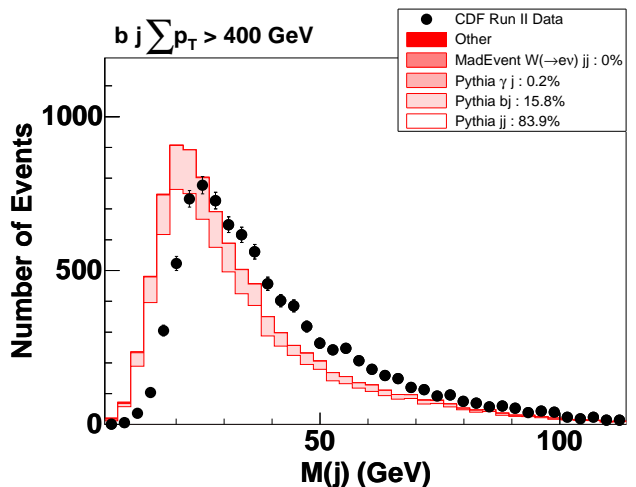 b j ∑p_T > 400 GeV
CDF Run II Data
Other
MadEvent W(→eν) jj : 0%
Pythia γ j : 0.2%
Pythia bj : 15.8%
Pythia jj : 83.9%
Number of Events
1000
500
0
50
100
M(j) (GeV)